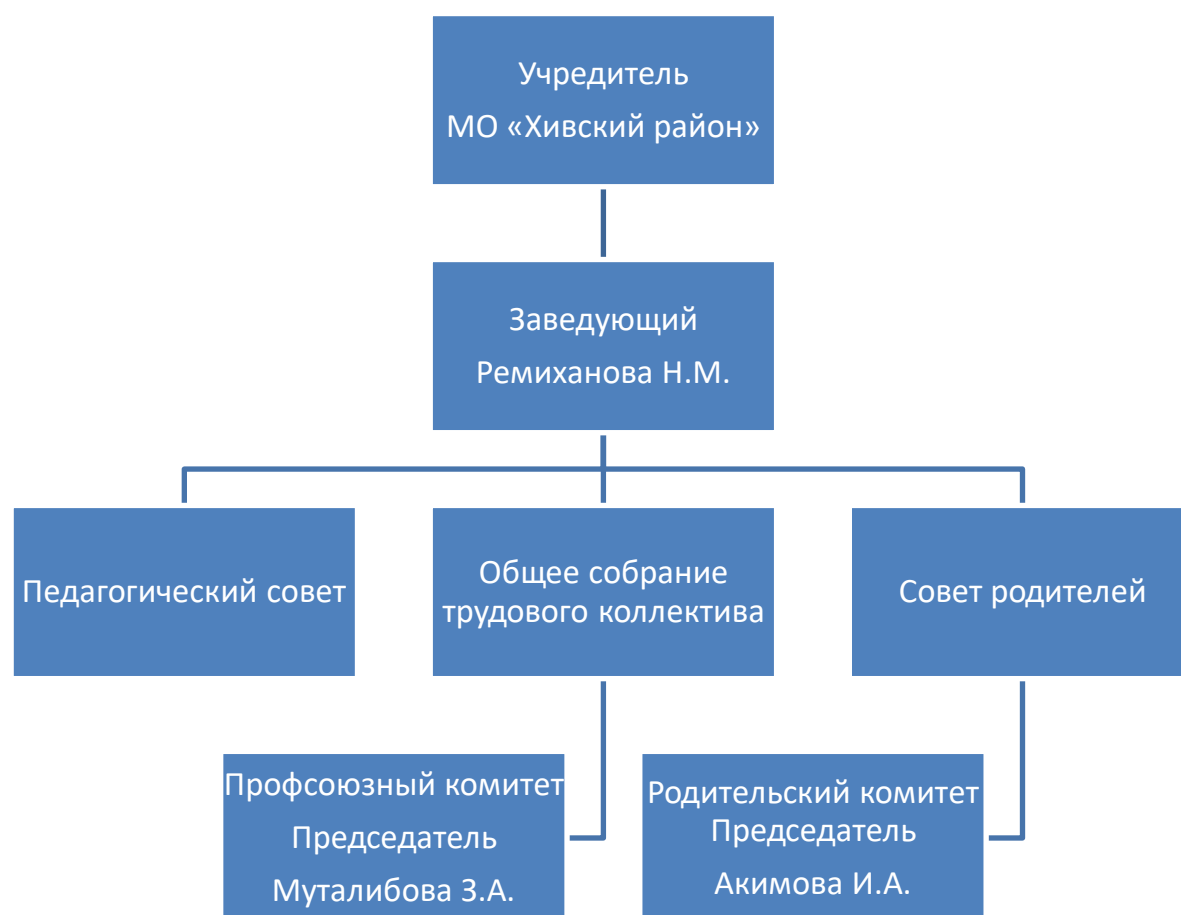 Учредитель
МО «Хивский район»
Заведующий
Ремиханова Н.М.
Педагогический совет
Общее собрание
трудового коллектива
Совет родителей
Профсоюзный комитет
Председатель
Муталибова З.А.
Родительский комитет
Председатель
Акимова И.А.